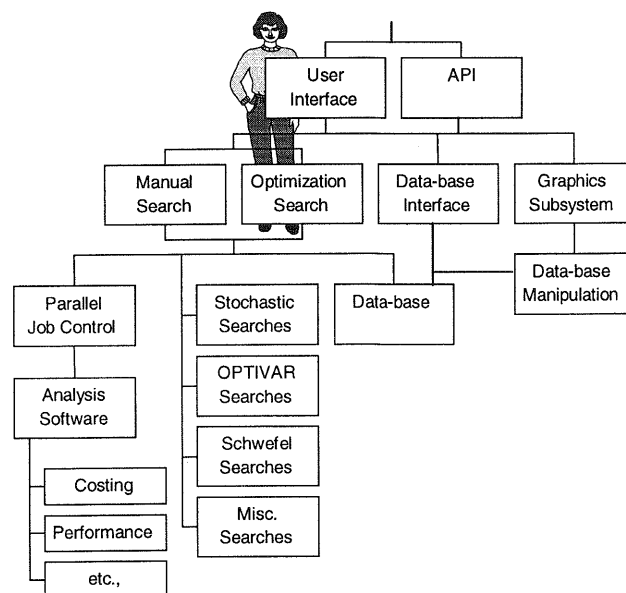 User
Interface
API
Manual
Search
Optimization
Search
Data-base
Interface
Graphics
Subsystem
Parallel
Job Control
Stochastic
Searches
Data-base
Data-base
Manipulation
Analysis
Software
OPTIVAR
Searches
Schwefel
Searches
Costing
Misc.
Searches
Performance
etc.,